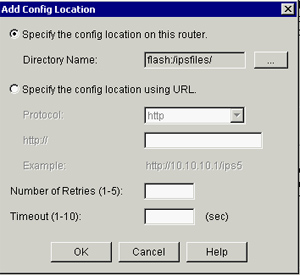 Add Config Location
Specify the config location on this router.
Directory Name: flash:/ipsfiles/ ...
Specify the config location using URL.
Protocol: http
http://
Example: http://10.10.10.1/ips5
Number of Retries (1-5):
Timeout (1-10): (sec)
OK Cancel Help